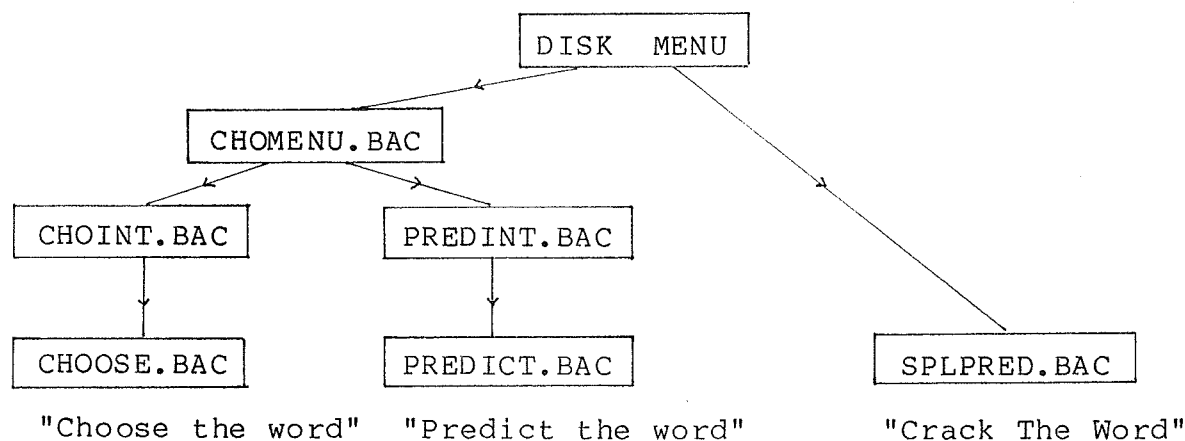 DISK MENU
CHOMENU.BAC
CHOINT.BAC PREDINT.BAC
CHOOSE.BAC PREDICT.BAC SPLPRED.BAC
"Choose the word" "Predict the word" "Crack The Word"